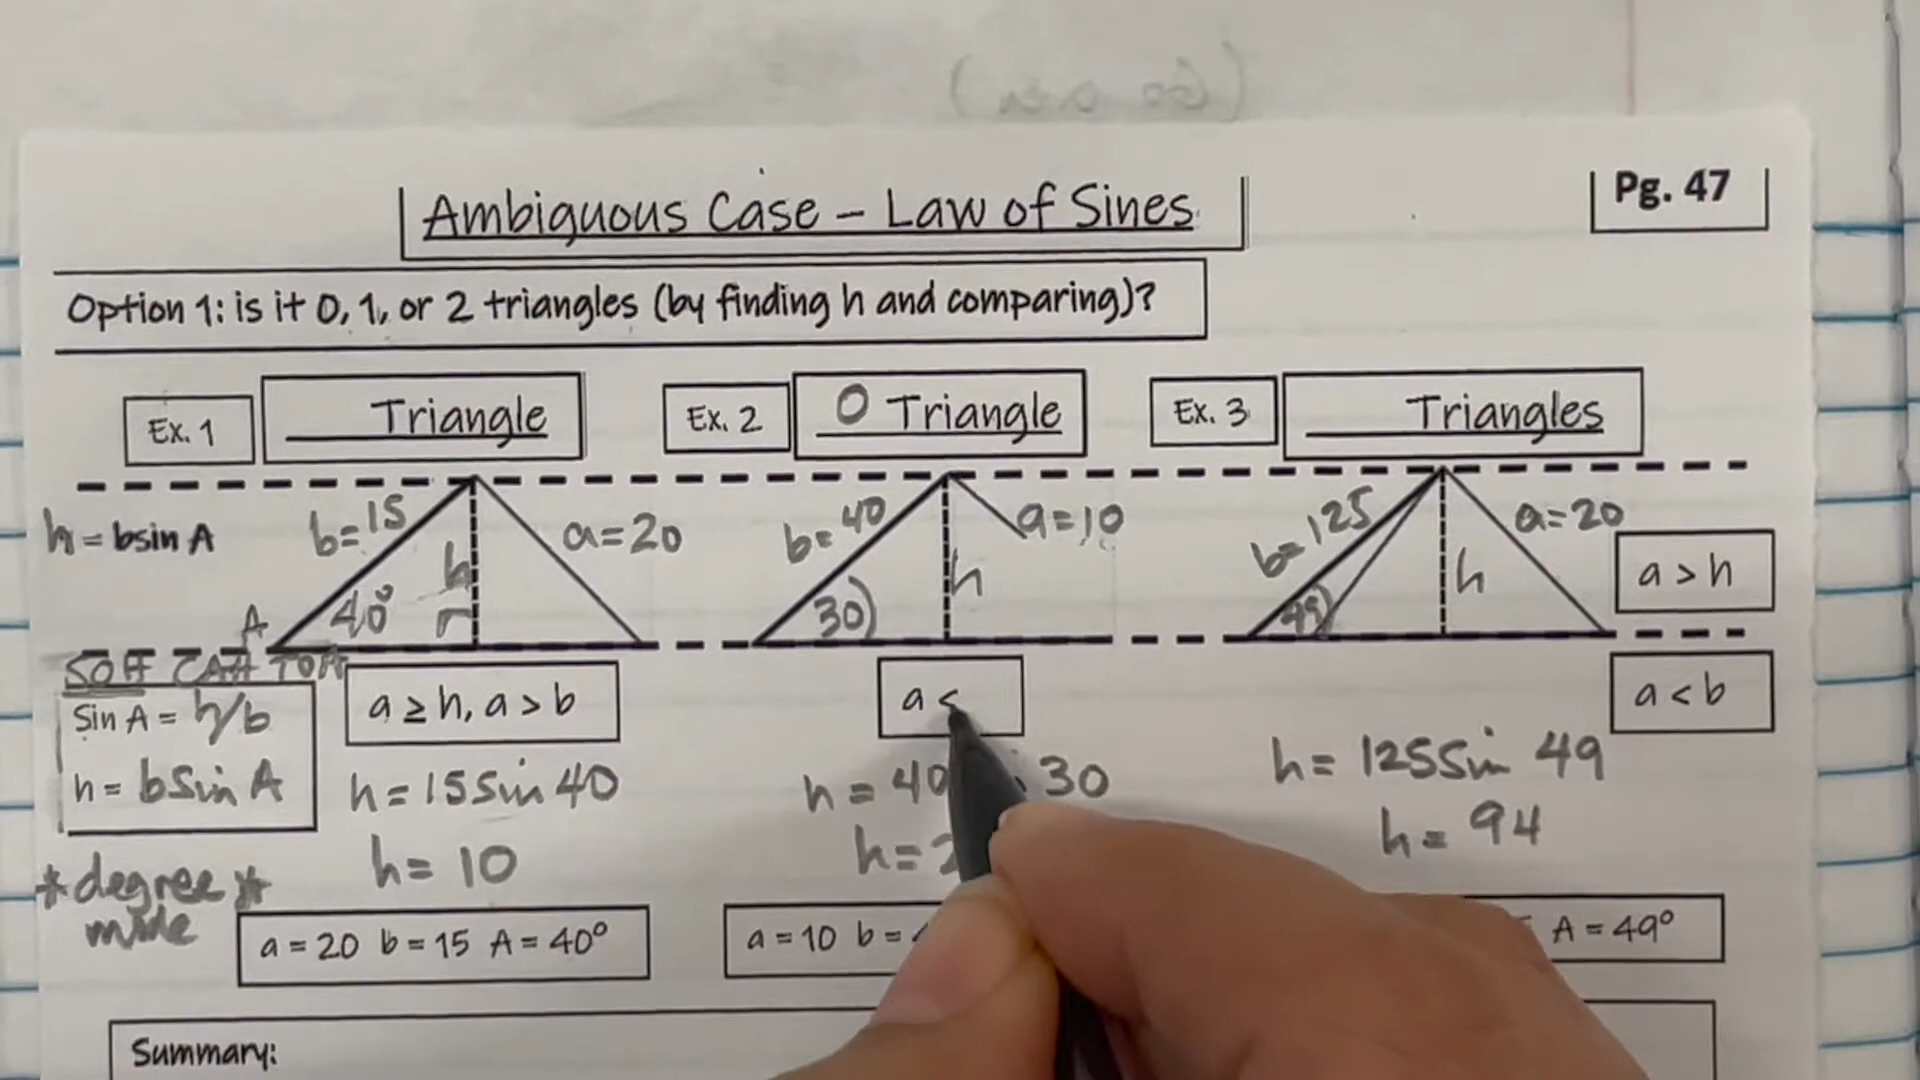 Pg. 47
Ambiguous Case – Law of Sines
Option 1: is it 0, 1, or 2 triangles (by finding h and comparing)?
Ex. 1
Triangle
Ex. 2
0 Triangle
Ex. 3
Triangles
h = bsin A
b=15
a=20
h
A
40°
b=40
a=10
h
30
b=125
a=20
h
49
a > h
a < b
SOH CAH TOA
Sin A = h/b
h = bSin A
*degree*
mode
a ≥ h, a > b
h = 15sin 40
h = 10
a = 20 b = 15 A = 40°
a <
h = 40 30
h =
a = 10 b =
h = 125sin 49
h = 94
A = 49°
Summary: